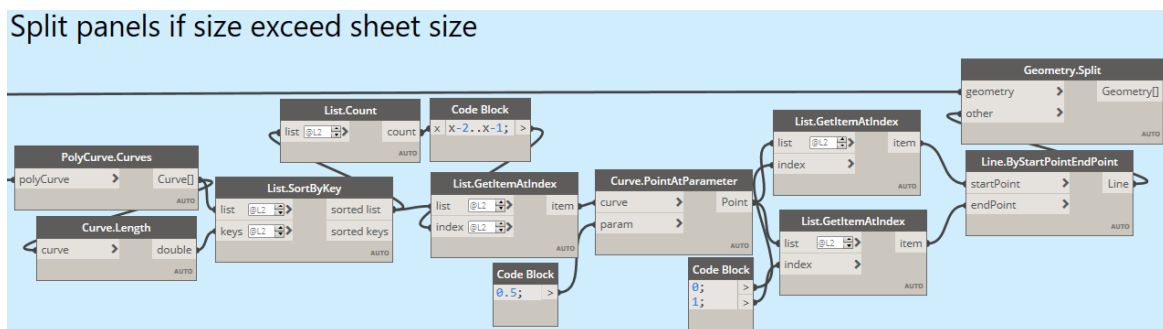 Split panels if size exceed sheet size
Geometry.Split
geometry > Geometry[]
other >
AUTO
List.Count
list @L2 > count
AUTO
Code Block
x x-2..x-1; >
List.GetItemAtIndex
list @L2 > item
index >
AUTO
PolyCurve.Curves
polyCurve > Curve[]
AUTO
List.SortByKey
list @L2 > sorted list
keys @L2 > sorted keys
AUTO
List.GetItemAtIndex
list @L2 > item
index @L2 >
AUTO
Curve.PointAtParameter
curve > Point
param >
AUTO
Line.ByStartPointEndPoint
startPoint > Line
endPoint >
AUTO
Curve.Length
curve > double
AUTO
List.GetItemAtIndex
list @L2 > item
index >
AUTO
Code Block
0.5; >
Code Block
0; >
1; >